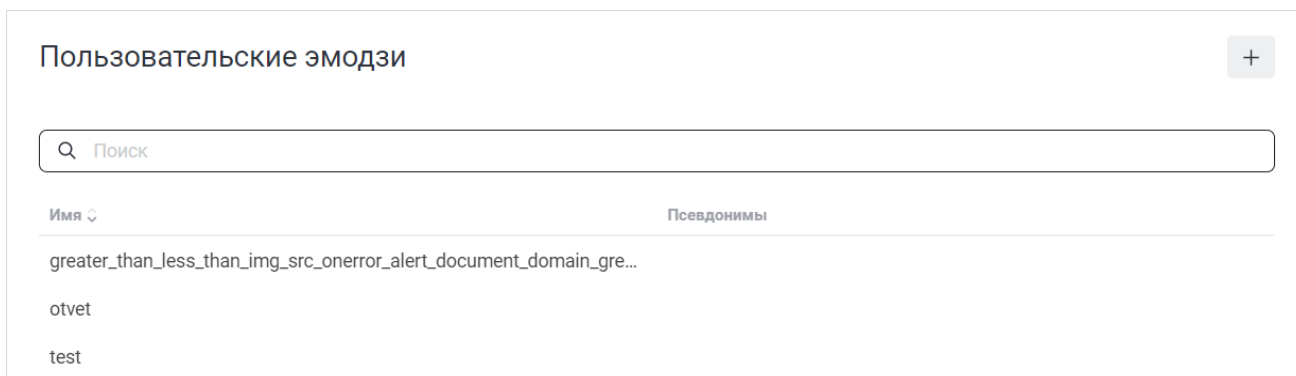 Пользовательские эмодзи
Поиск
Имя Псевдонимы
greater_than_less_than_img_src_onerror_alert_document_domain_gre...
otvet
test